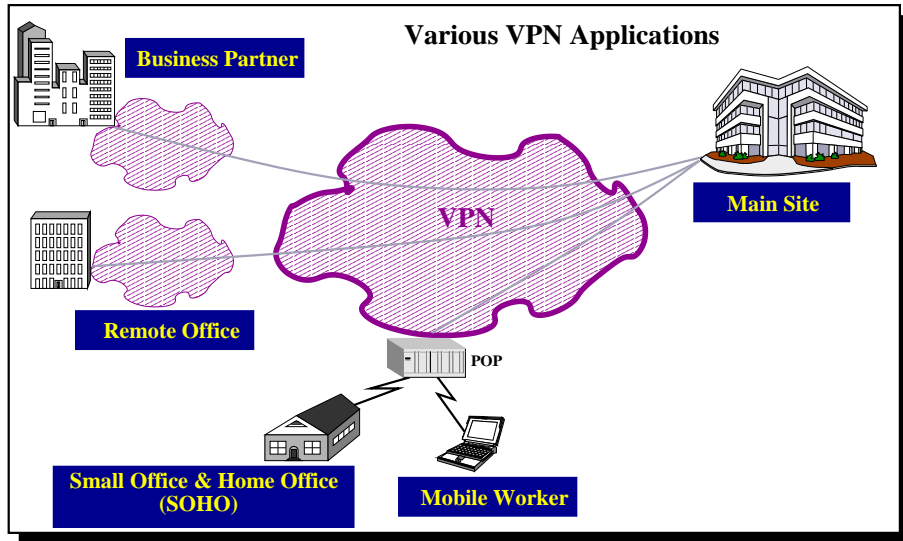 Various VPN Applications
Business Partner
Main Site
VPN
Remote Office
POP
Small Office & Home Office
(SOHO)
Mobile Worker